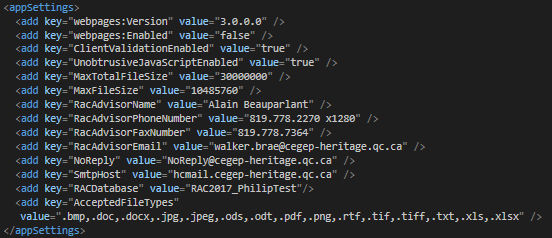 <appSettings>
<add key="webpages:Version" value="3.0.0.0" />
<add key="webpages:Enabled" value="false" />
<add key="ClientValidationEnabled" value="true" />
<add key="UnobtrusiveJavaScriptEnabled" value="true" />
<add key="MaxTotalFileSize" value="30000000" />
<add key="MaxFileSize" value="10485760" />
<add key="RacAdvisorName" value="Alain Beauparlant" />
<add key="RacAdvisorPhoneNumber" value="819.778.2270 x1280" />
<add key="RacAdvisorFaxNumber" value="819.778.7364" />
<add key="RacAdvisorEmail" value="walker.brae@cegep-heritage.qc.ca" />
<add key="NoReply" value="NoReply@cegep-heritage.qc.ca" />
<add key="SmtpHost" value="hcmail.cegep-heritage.qc.ca" />
<add key="RACDatabase" value="RAC2017_PhilipTest"/>
<add key="AcceptedFileTypes"
value=".bmp,.doc,.docx,.jpg,.jpeg,.ods,.odt,.pdf,.png,.rtf,.tif,.tiff,.txt,.xls,.xlsx" />
</appSettings>